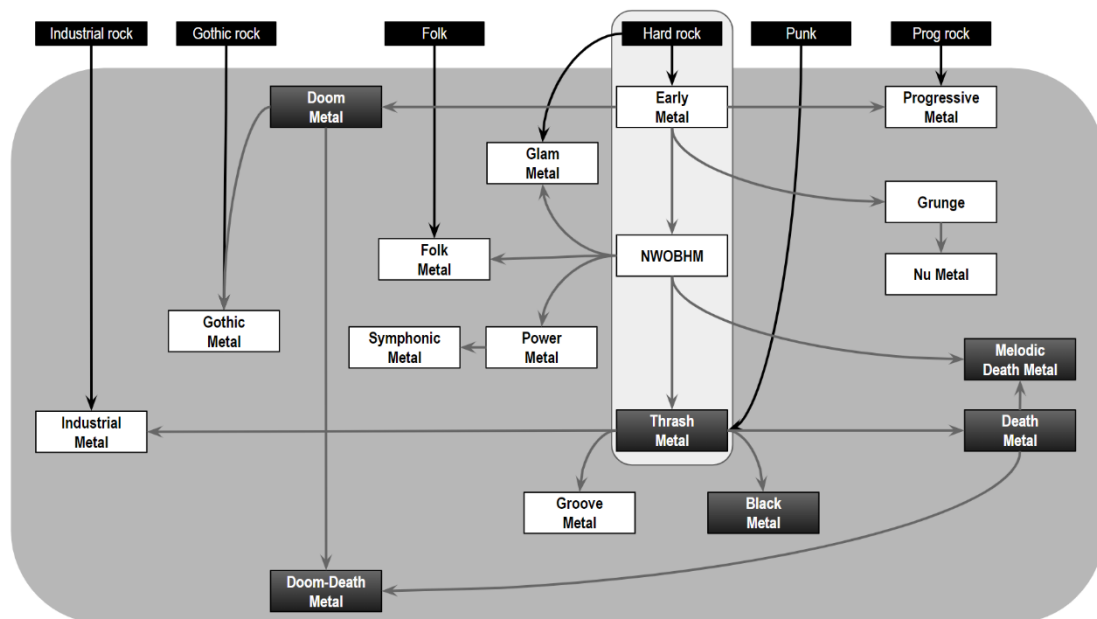 Industrial rock
Gothic rock
Folk
Hard rock
Punk
Prog rock
Doom
Metal
Early
Metal
Progressive
Metal
Glam
Metal
Grunge
Folk
Metal
NWOBHM
Nu Metal
Gothic
Metal
Symphonic
Metal
Power
Metal
Melodic
Death Metal
Industrial
Metal
Thrash
Metal
Death
Metal
Groove
Metal
Black
Metal
Doom-Death
Metal